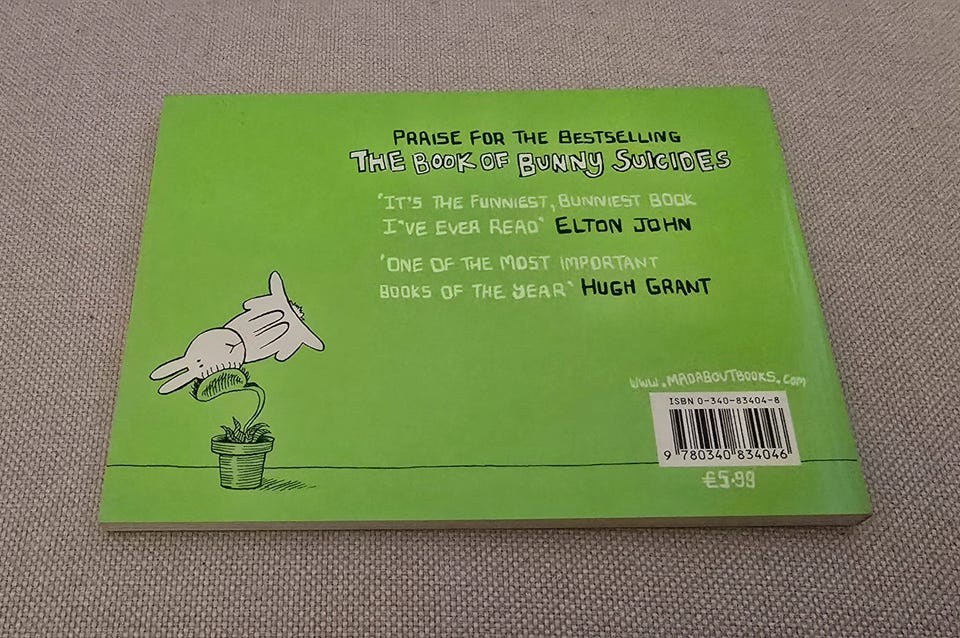 PRAISE FOR THE BESTSELLING
THE BOOK OF BUNNY SUICIDES
'IT'S THE FUNNIEST, BUNNIEST BOOK
I'VE EVER READ' ELTON JOHN
'ONE OF THE MOST IMPORTANT
BOOKS OF THE YEAR' HUGH GRANT
WWW.MADABOUTBOOKS.COM
ISBN 0-340-83404-8
9 780340 834046
£5.99